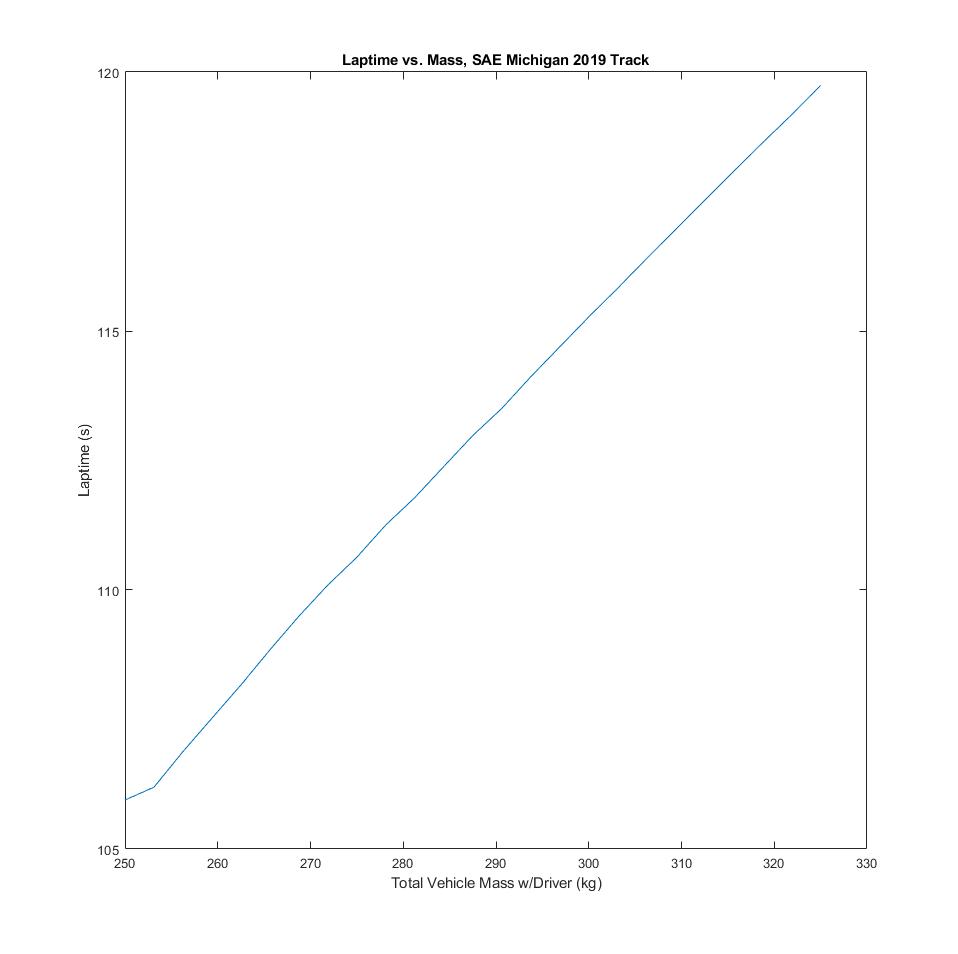 Laptime vs. Mass, SAE Michigan 2019 Track
120
115
110
105
Laptime (s)
250 260 270 280 290 300 310 320 330
Total Vehicle Mass w/Driver (kg)